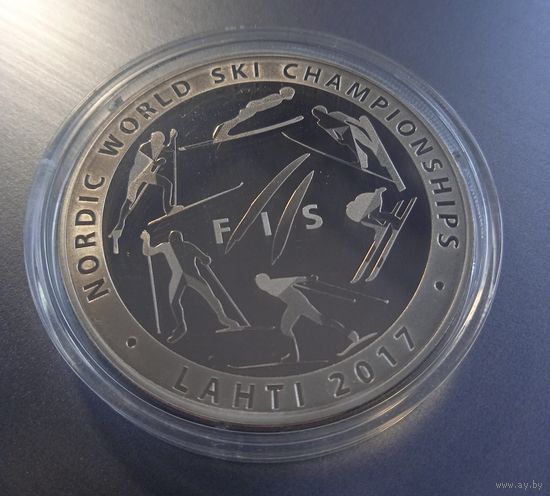 NORDIC WORLD SKI CHAMPIONSHIPS
FIS
• LAHTI 2017 •
www.ay.by